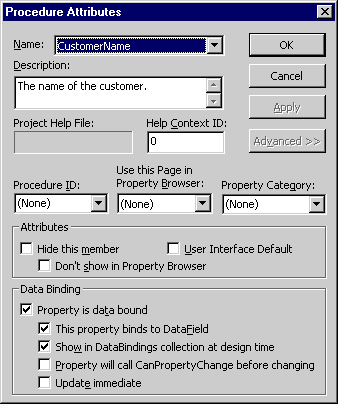 Procedure Attributes
Name:
CustomerName
OK
Description:
Cancel
The name of the customer.
Apply
Project Help File:
Help Context ID:
0
Advanced >>
Procedure ID:
Use this Page in
Property Browser:
Property Category:
(None)
(None)
(None)
Attributes
Hide this member
User Interface Default
Don't show in Property Browser
Data Binding
Property is data bound
This property binds to DataField
Show in DataBindings collection at design time
Property will call CanPropertyChange before changing
Update immediate